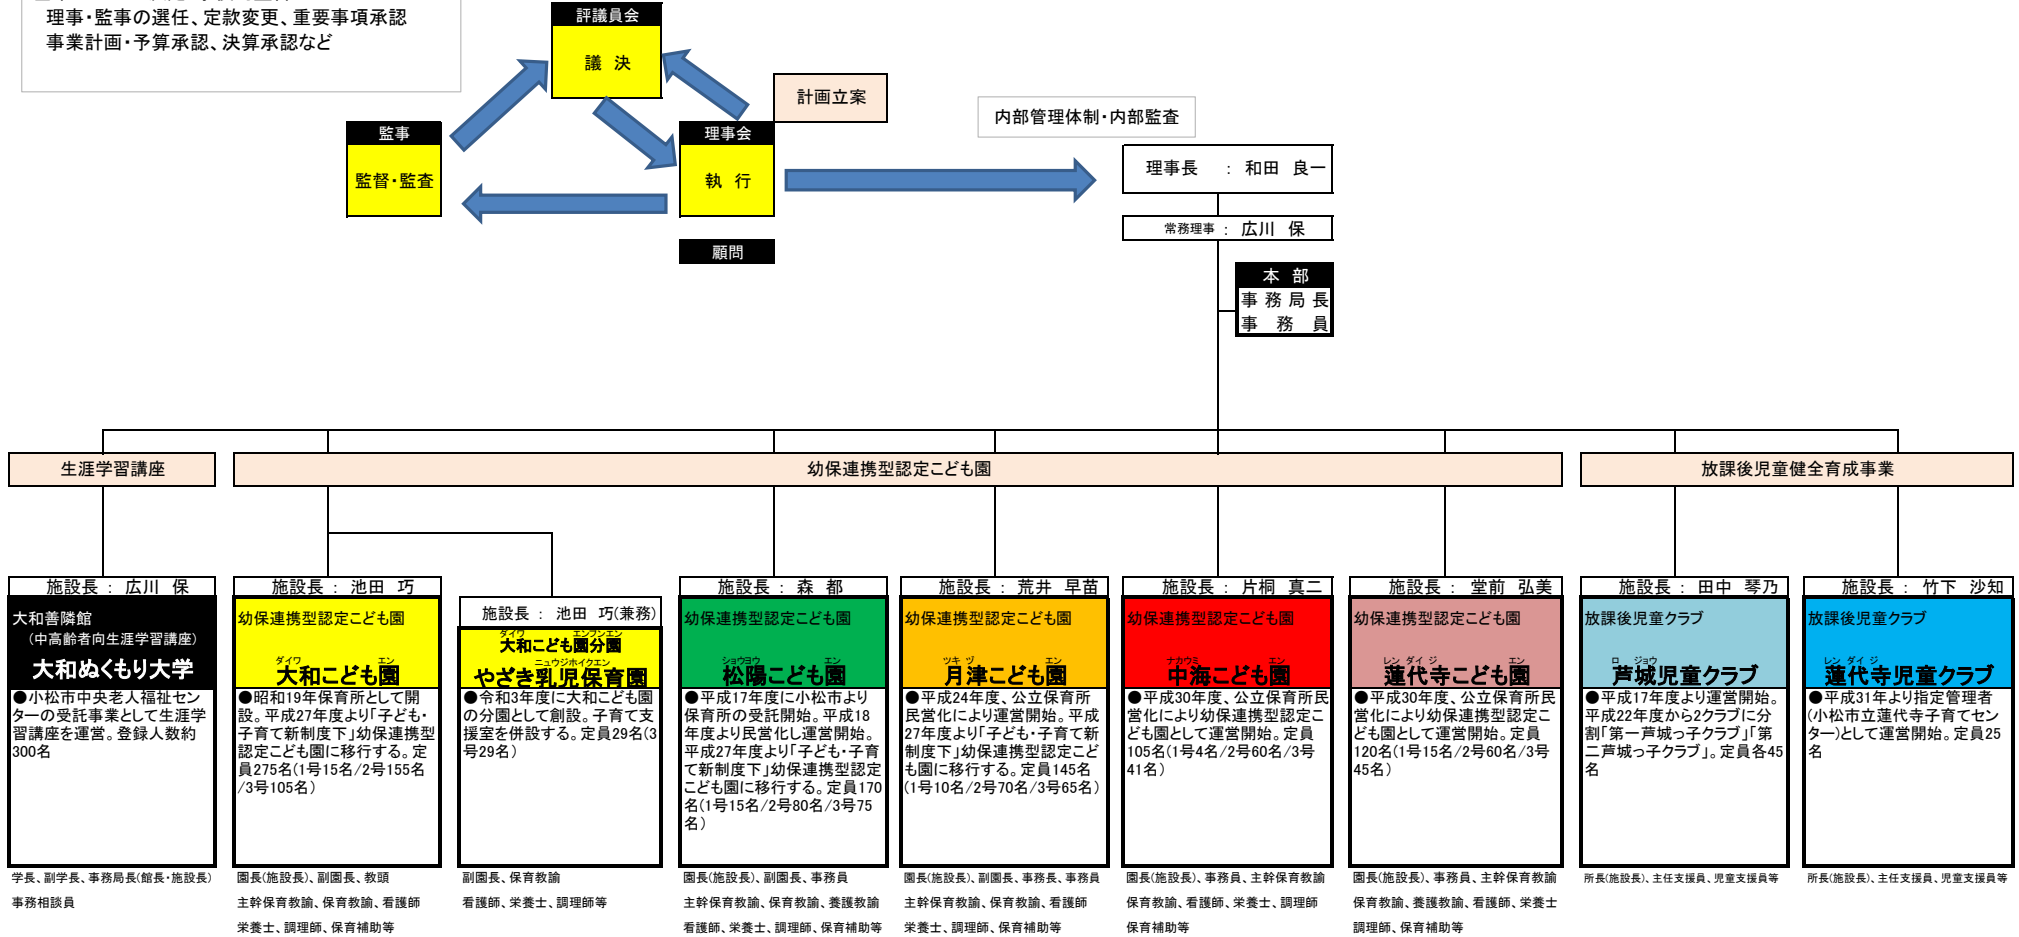 理事・監事の選任、定款変更、重要事項承認
事業計画・予算承認、決算承認など
評議員会
議 決
計画立案
内部管理体制・内部監査
監事
監督・監査
理事会
執 行
顧問
理事長 : 和田 良一
常務理事 : 広川 保
本 部
事 務 局 長
事 務 員
生涯学習講座
幼保連携型認定こども園
放課後児童健全育成事業
施設長 : 広川 保
大和善隣館
(中高齢者向生涯学習講座)
大和ぬくもり大学
●小松市中央老人福祉セン
ターの受託事業として生涯学
習講座を運営。登録人数約
300名
学長、副学長、事務局長(館長・施設長)
事務相談員
施設長 : 池田 巧
幼保連携型認定こども園
ダイワ エン
大和こども園
●昭和19年保育所として開
設。平成27年度より「子ども・
子育て新制度下」幼保連携型
認定こども園に移行する。定
員275名(1号15名/2号155名
/3号105名)
園長(施設長)、副園長、教頭
主幹保育教諭、保育教諭、看護師
栄養士、調理師、保育補助等
施設長 : 池田 巧(兼務)
ダイワ エンブンエン
大和こども園分園
ニュウジホイクエン
やざき乳児保育園
●令和3年度に大和こども園
の分園として創設。子育て支
援室を併設する。定員29名(3
号29名)
副園長、保育教諭
看護師、栄養士、調理師等
施設長 : 森 都
幼保連携型認定こども園
ショウヨウ エン
松陽こども園
●平成17年度に小松市より
保育所の受託開始。平成18
年度より民営化し運営開始。
平成27年度より「子ども・子育
て新制度下」幼保連携型認定
こども園に移行する。定員170
名(1号15名/2号80名/3号75
名)
園長(施設長)、副園長、事務員
主幹保育教諭、保育教諭、養護教諭
看護師、栄養士、調理師、保育補助等
施設長 : 荒井 早苗
幼保連携型認定こども園
ツキ ヅ エン
月津こども園
●平成24年度、公立保育所
民営化により運営開始。平成
27年度より「子ども・子育て新
制度下」幼保連携型認定こど
も園に移行する。定員145名
(1号10名/2号70名/3号65名)
園長(施設長)、副園長、事務長、事務員
主幹保育教諭、保育教諭、看護師
栄養士、調理師、保育補助等
施設長 : 片桐 真二
幼保連携型認定こども園
ナカウミ エン
中海こども園
●平成30年度、公立保育所民
営化により幼保連携型認定こ
ども園として運営開始。定員
105名(1号4名/2号60名/3号
41名)
園長(施設長)、事務員、主幹保育教諭
保育教諭、看護師、栄養士、調理師
保育補助等
施設長 : 堂前 弘美
幼保連携型認定こども園
レン ダイ ジ エン
蓮代寺こども園
●平成30年度、公立保育所民
営化により幼保連携型認定こ
ども園として運営開始。定員
120名(1号15名/2号60名/3号
45名)
園長(施設長)、事務員、主幹保育教諭
保育教諭、養護教諭、看護師、栄養士
調理師、保育補助等
施設長 : 田中 琴乃
放課後児童クラブ
ロ ジョウ
芦城児童クラブ
●平成17年度より運営開始。
平成22年度から2クラブに分
割「第一芦城っ子クラブ」「第
二芦城っ子クラブ」。定員各45
名
所長(施設長)、主任支援員、児童支援員等
施設長 : 竹下 沙知
放課後児童クラブ
レン ダイ ジ
蓮代寺児童クラブ
●平成31年より指定管理者
(小松市立蓮代寺子育てセン
ター)として運営開始。定員25
名
所長(施設長)、主任支援員、児童支援員等